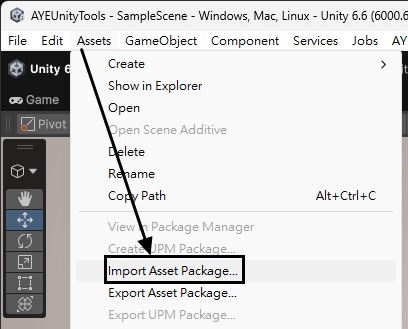 AYEUnityTools - SampleScene - Windows, Mac, Linux - Unity 6.6 (6000.6
File Edit Assets GameObject Component Services Jobs AY
Unity 6
Game
Pivot
Create
Show in Explorer
Open
Open Scene Additive
Delete
Rename
Copy Path Alt+Ctrl+C
View in Package Manager
Create UPM Package...
Import Asset Package...
Export Asset Package...
Export UPM Package...